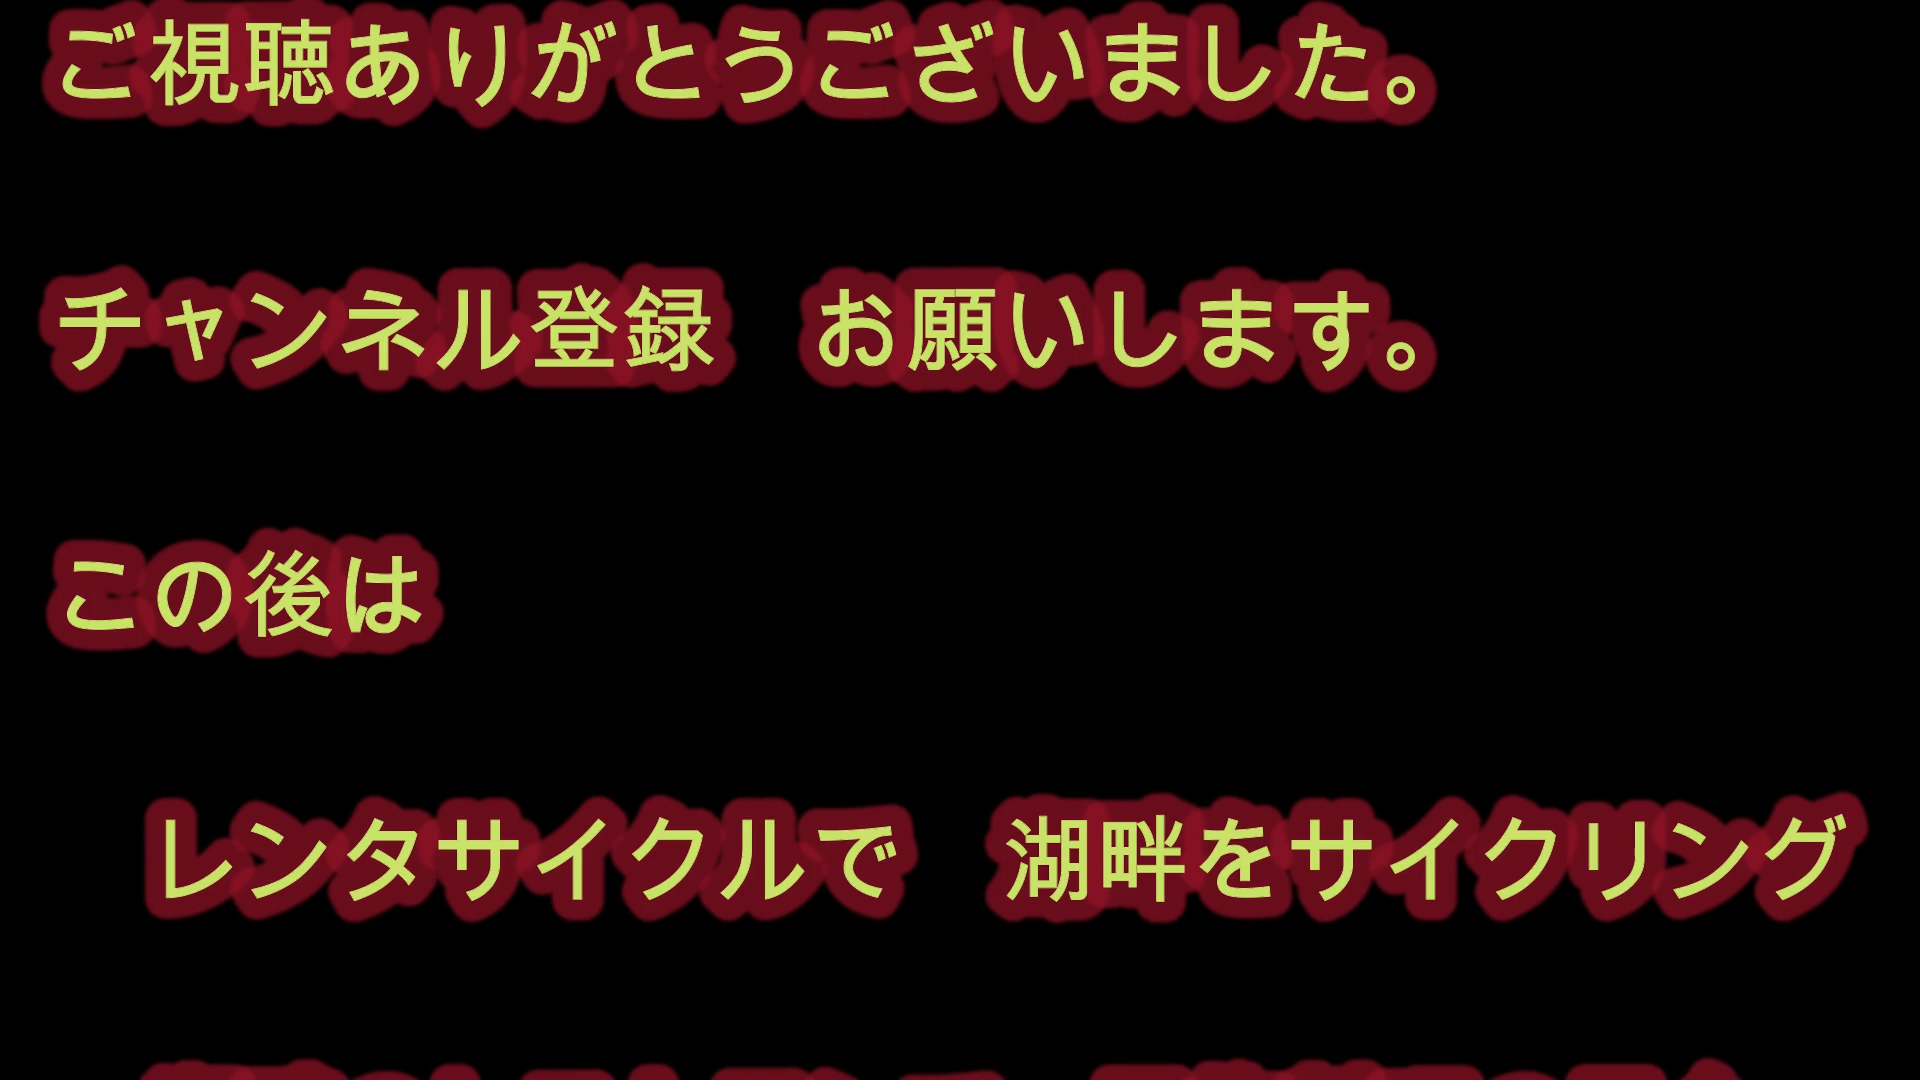 ご視聴ありがとうございました。
チャンネル登録　お願いします。
この後は
レンタサイクルで　湖畔をサイクリング